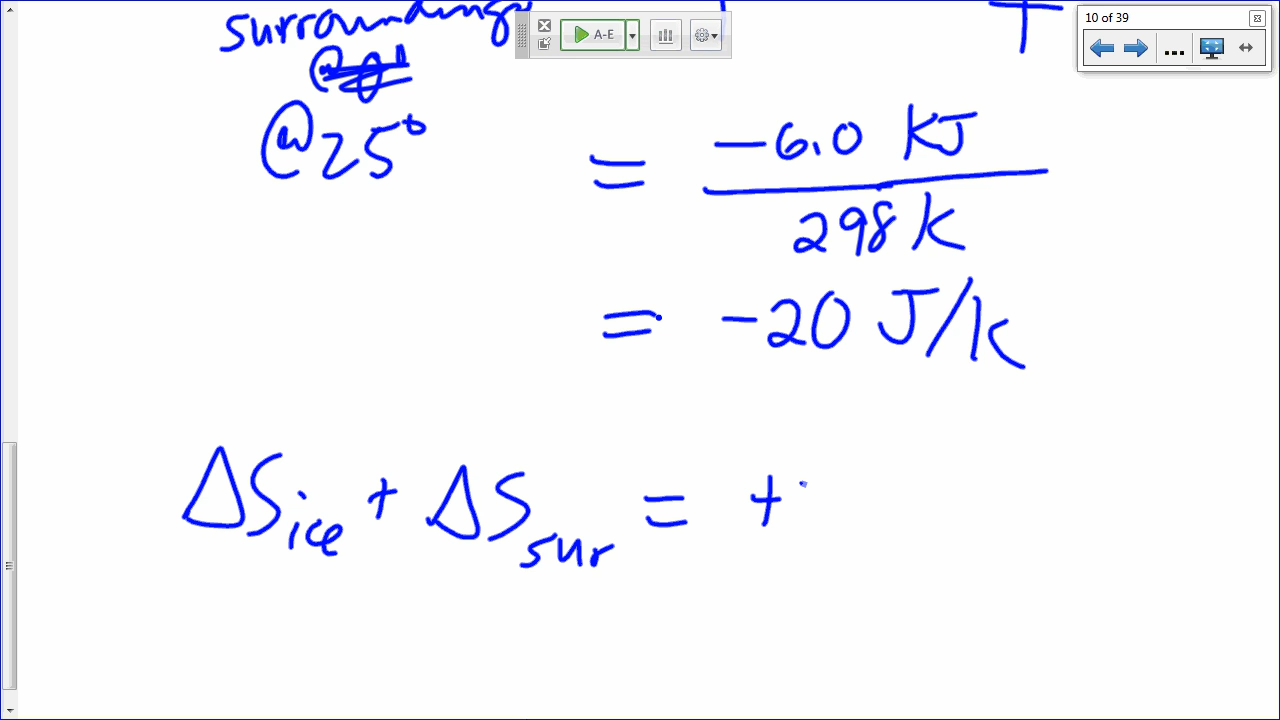 surroundings
T
A-E
10 of 39
...
@25°
= -6.0 KJ
298 K
= -20 J/K
ΔSice + ΔSsur = +